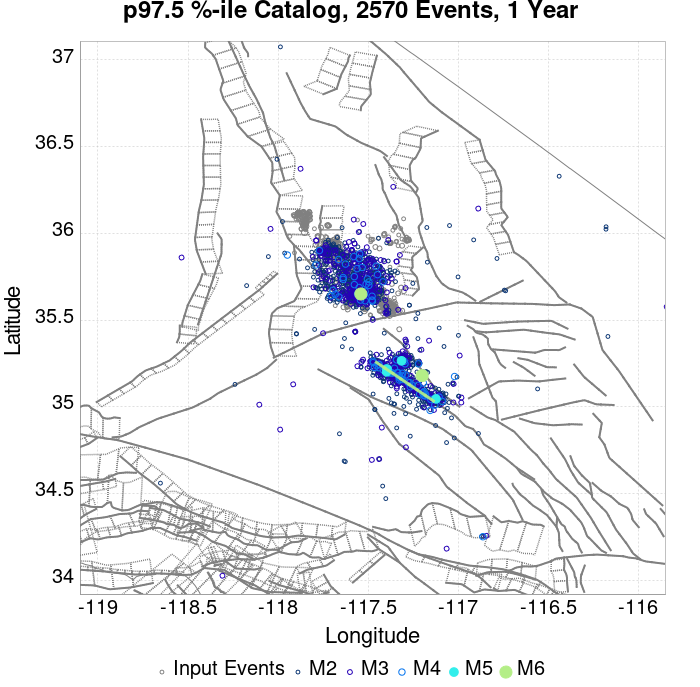 p97.5 %-ile Catalog, 2570 Events, 1 Year
37
36.5
36
35.5
35
34.5
34
Latitude
-119 -118.5 -118 -117.5 -117 -116.5 -116
Longitude
Input Events M2 M3 M4 M5 M6